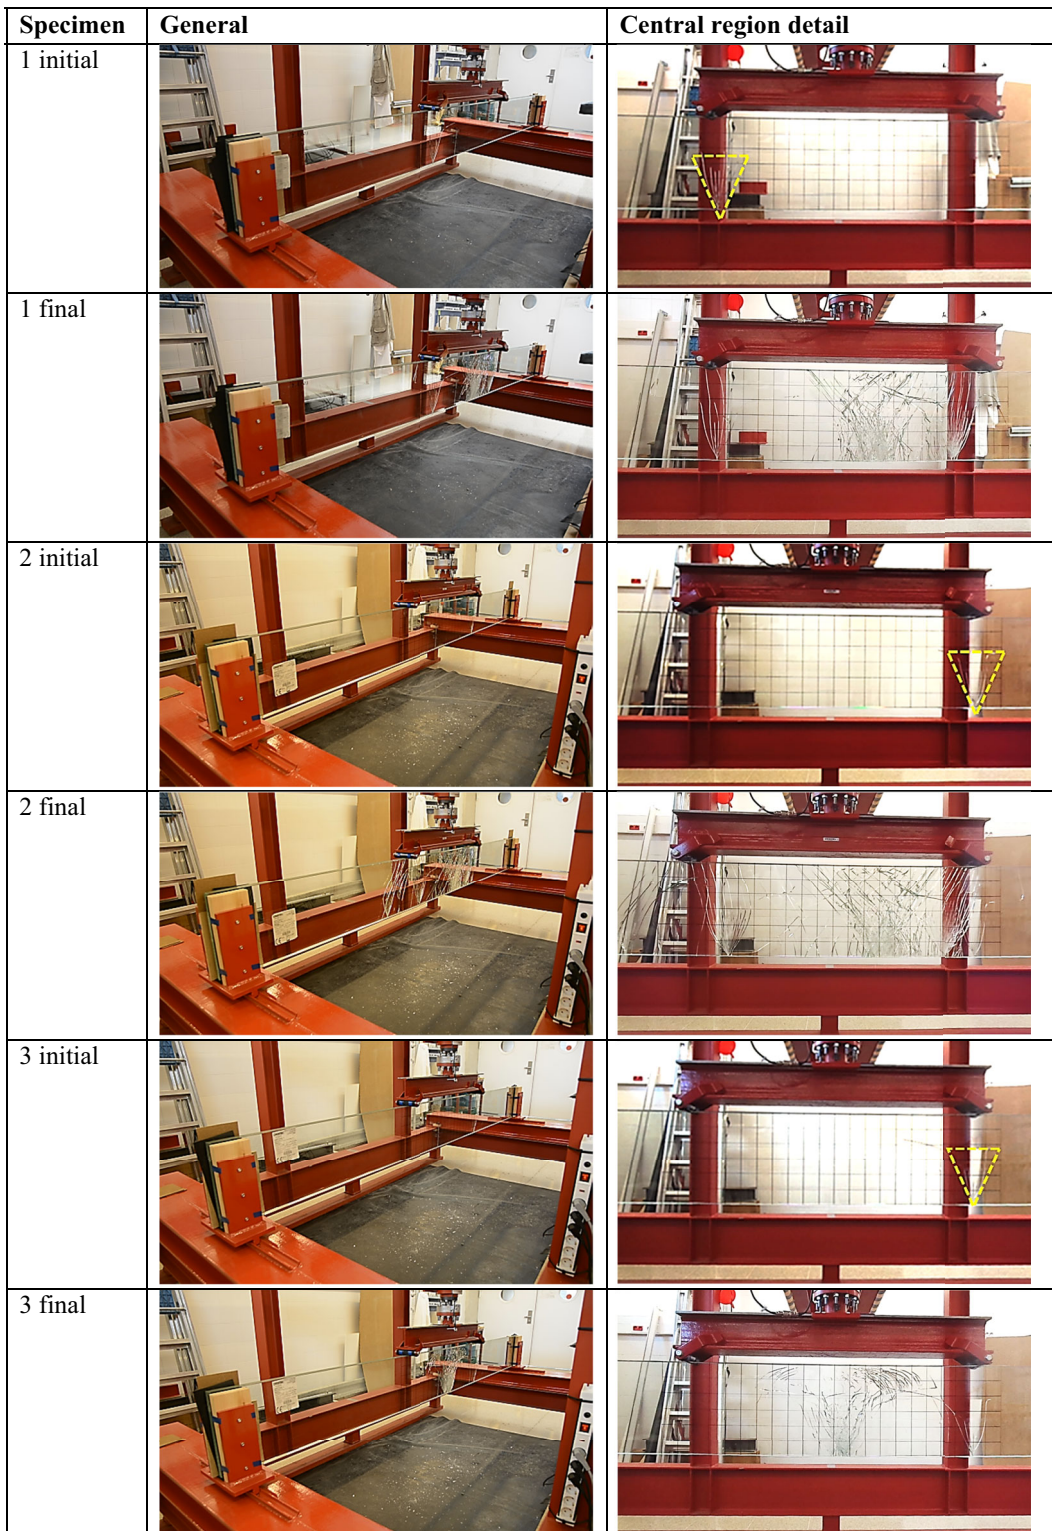 Specimen General Central region detail
1 initial
1 final
2 initial
2 final
3 initial
3 final